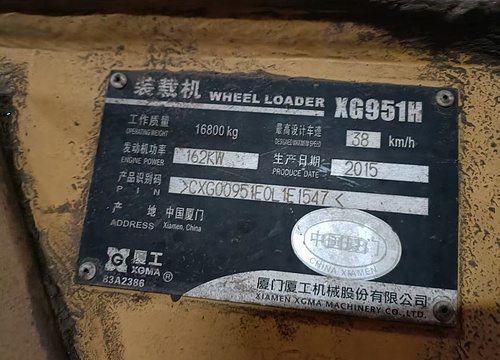 装载机 WHEEL LOADER XG951H
工作质量 16800 kg 最高设计车速 38 km/h
OPERATING WEIGHT DESIGNED MAXIMUM SPEED
发动机功率 162KW 生产日期 2015
ENGINE POWER PRODUCE DATE
产品识别码 >CXG00951E0L1E1547<
PIN
产 地 中国厦门
ADDRESS Xiamen, China
中国厦门
CHINA XIAMEN
XG 厦工
XGMA ®
83A2386
厦门厦工机械股份有限公司
XIAMEN XGMA MACHINERY CO., LTD.